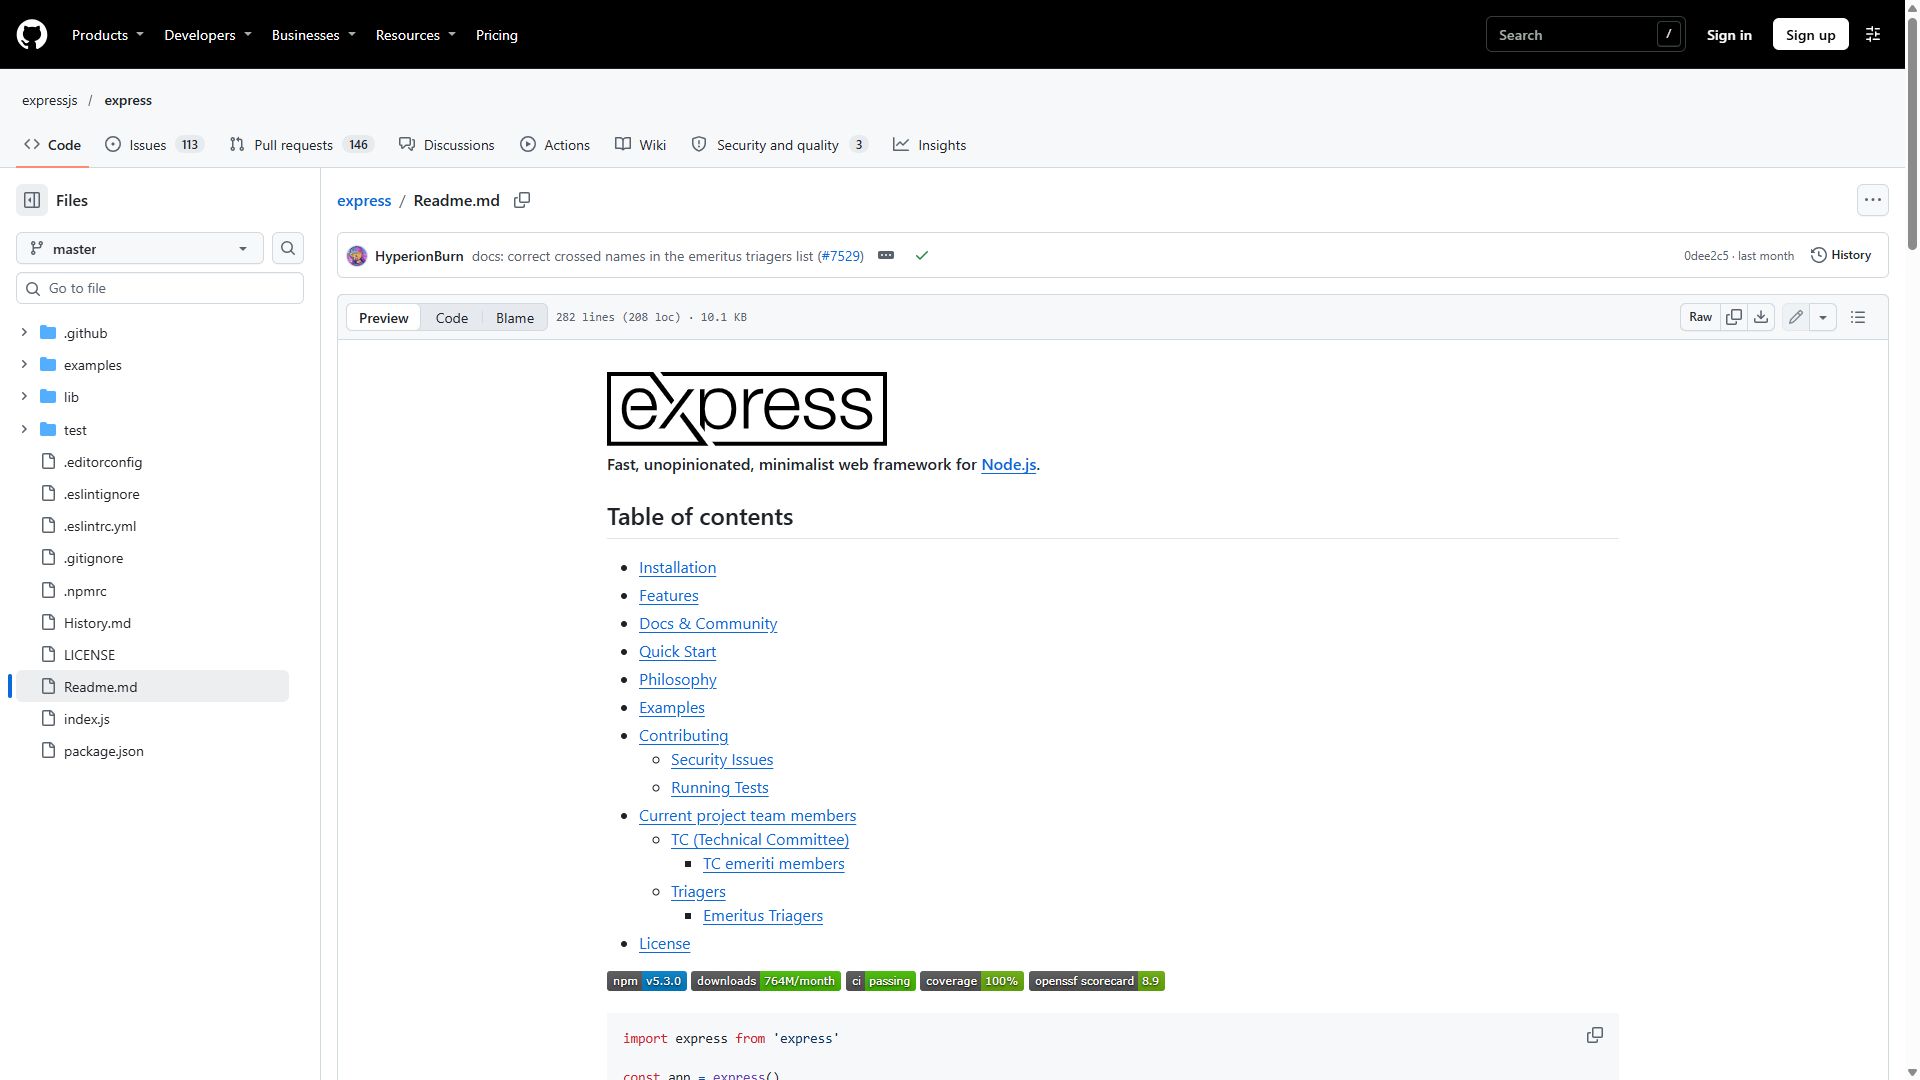 Products Developers Businesses Resources Pricing Search / Sign in Sign up
expressjs / express
Code Issues 113 Pull requests 146 Discussions Actions Wiki Security and quality 3 Insights
Files
master
Go to file
.github
examples
lib
test
.editorconfig
.eslintignore
.eslintrc.yml
.gitignore
.npmrc
History.md
LICENSE
Readme.md
index.js
package.json
express / Readme.md
HyperionBurn docs: correct crossed names in the emeritus triagers list (#7529) 0dee2c5 · last month History
Preview Code Blame 282 lines (208 loc) · 10.1 KB Raw
express
Fast, unopinionated, minimalist web framework for Node.js.
Table of contents
Installation
Features
Docs & Community
Quick Start
Philosophy
Examples
Contributing
Security Issues
Running Tests
Current project team members
TC (Technical Committee)
TC emeriti members
Triagers
Emeritus Triagers
License
npm v5.3.0 downloads 764M/month ci passing coverage 100% openssf scorecard 8.9
import express from 'express'
const app = express()